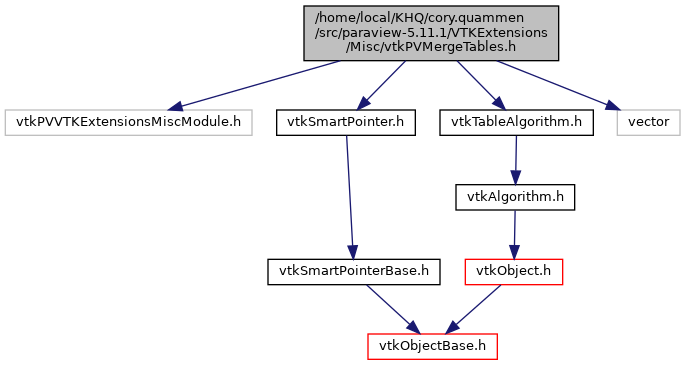 /home/local/KHQ/cory.quammen
/src/paraview-5.11.1/VTKExtensions
/Misc/vtkPVMergeTables.h
vtkPVVTKExtensionsMiscModule.h
vtkSmartPointer.h
vtkTableAlgorithm.h
vector
vtkAlgorithm.h
vtkSmartPointerBase.h
vtkObject.h
vtkObjectBase.h